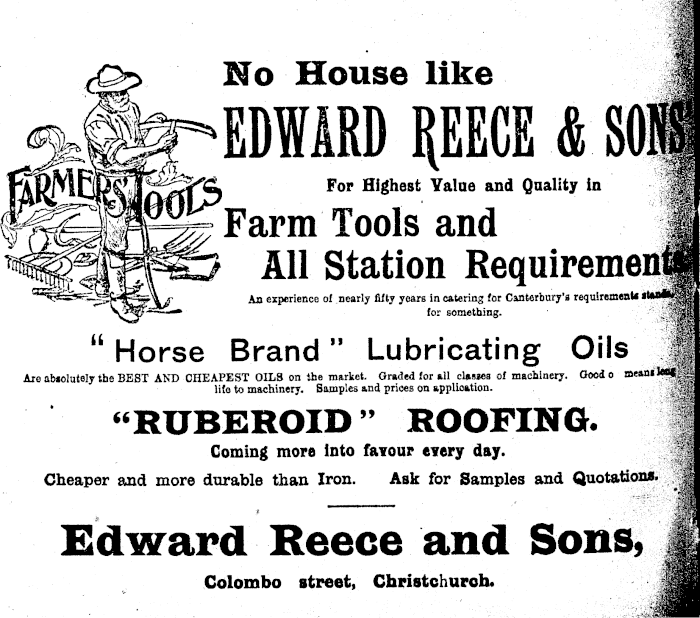 No House like
EDWARD REECE & SONS
FARMERS' TOOLS
For Highest Value and Quality in
Farm Tools and
All Station Requirements
An experience of nearly fifty years in catering for Canterbury's requirements stands
for something.
"Horse Brand" Lubricating Oils
Are absolutely the BEST AND CHEAPEST OILS on the market. Graded for all classes of machinery. Good o means long
life to machinery. Samples and prices on application.
"RUBEROID" ROOFING.
Coming more into favour every day.
Cheaper and more durable than Iron. Ask for Samples and Quotations.
Edward Reece and Sons,
Colombo street, Christchurch.